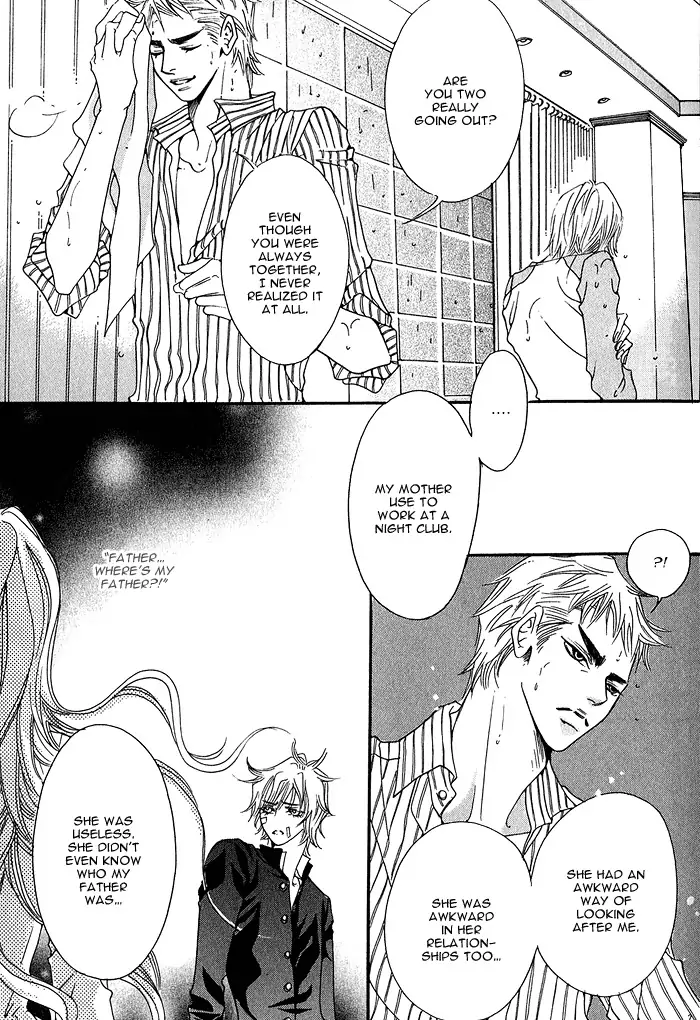 ARE
YOU TWO
REALLY
GOING OUT?
EVEN
THOUGH
YOU WERE
ALWAYS
TOGETHER,
I NEVER
REALIZED IT
AT ALL.
....
MY MOTHER
USE TO
WORK AT A
NIGHT CLUB.
?!
SHE HAD AN
AWKWARD
WAY OF
LOOKING
AFTER ME.
SHE WAS
AWKWARD
IN HER
RELATION-
SHIPS TOO...
"FATHER...
WHERE'S MY
FATHER?!"
SHE WAS
USELESS.
SHE DIDN'T
EVEN KNOW
WHO MY
FATHER
WAS...